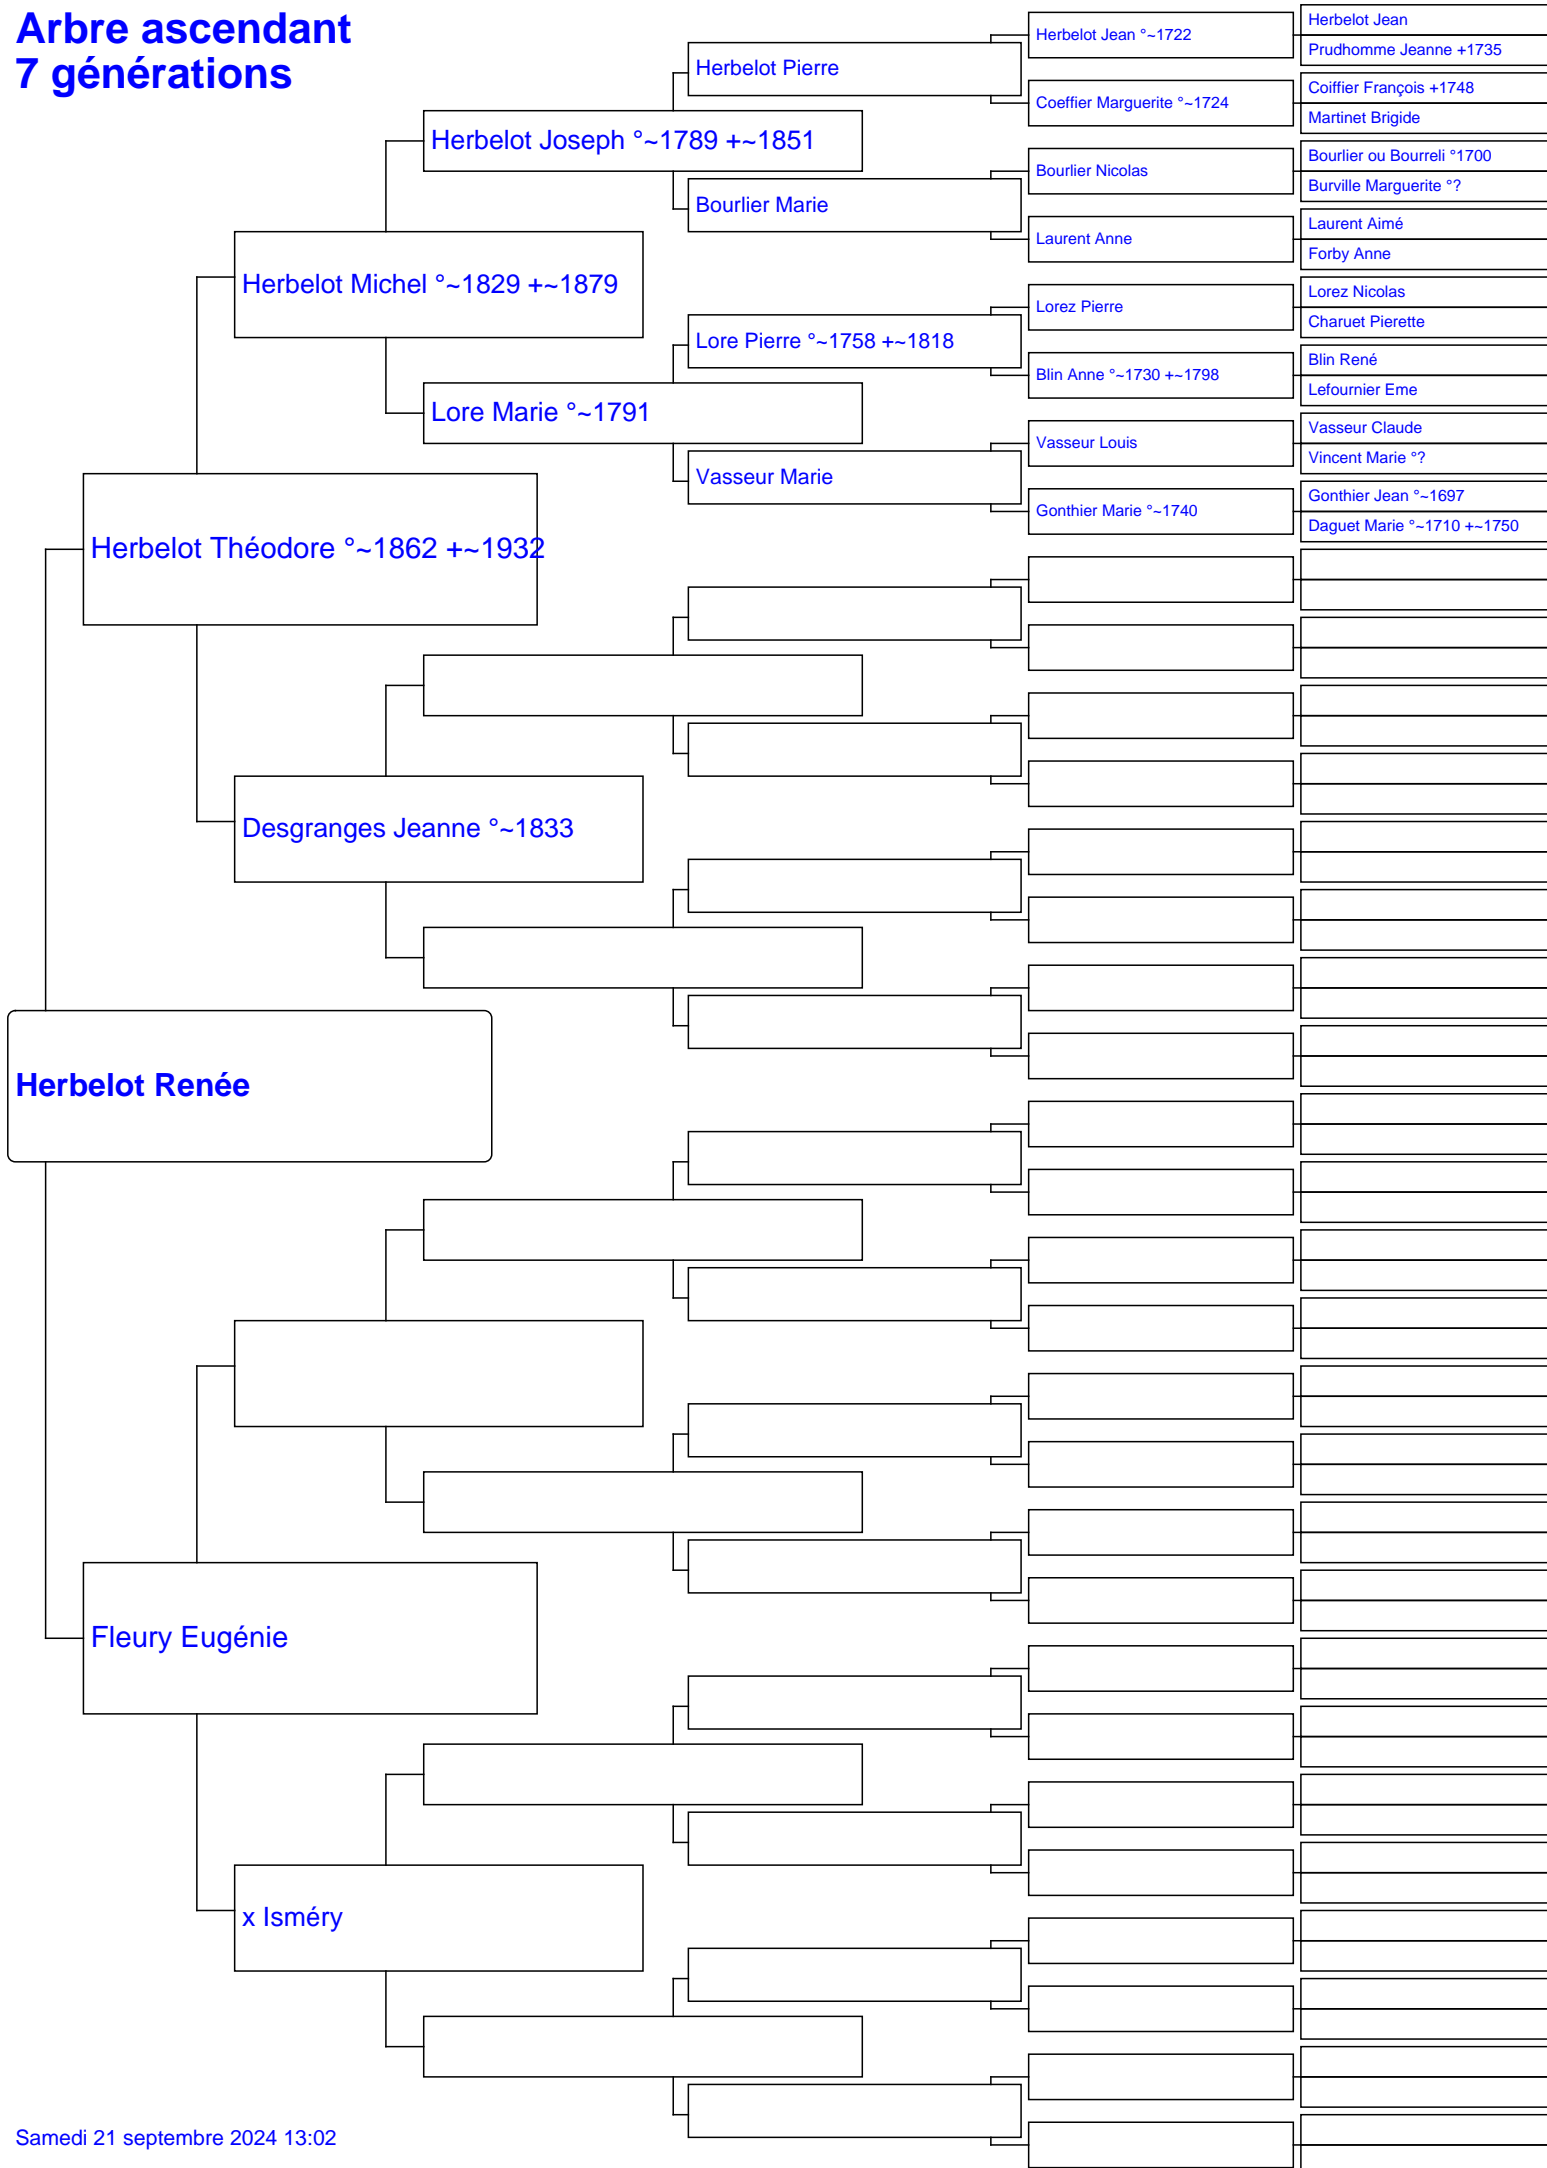 Arbre ascendant
7 générations
Herbelot Jean °~1722
Herbelot Jean
Prudhomme Jeanne +1735
Herbelot Pierre
Coeffier Marguerite °~1724
Coiffier François +1748
Martinet Brigide
Herbelot Joseph °~1789 +~1851
Bourlier Nicolas
Bourlier ou Bourreli °1700
Burville Marguerite °?
Bourlier Marie
Laurent Anne
Laurent Aimé
Forby Anne
Herbelot Michel °~1829 +~1879
Lorez Pierre
Lorez Nicolas
Charuet Pierette
Lore Pierre °~1758 +~1818
Blin Anne °~1730 +~1798
Blin René
Lefournier Eme
Lore Marie °~1791
Vasseur Louis
Vasseur Claude
Vincent Marie °?
Vasseur Marie
Gonthier Marie °~1740
Gonthier Jean °~1697
Daguet Marie °~1710 +~1750
Herbelot Théodore °~1862 +~1932
Desgranges Jeanne °~1833
Herbelot Renée
Fleury Eugénie
x Isméry
Samedi 21 septembre 2024 13:02